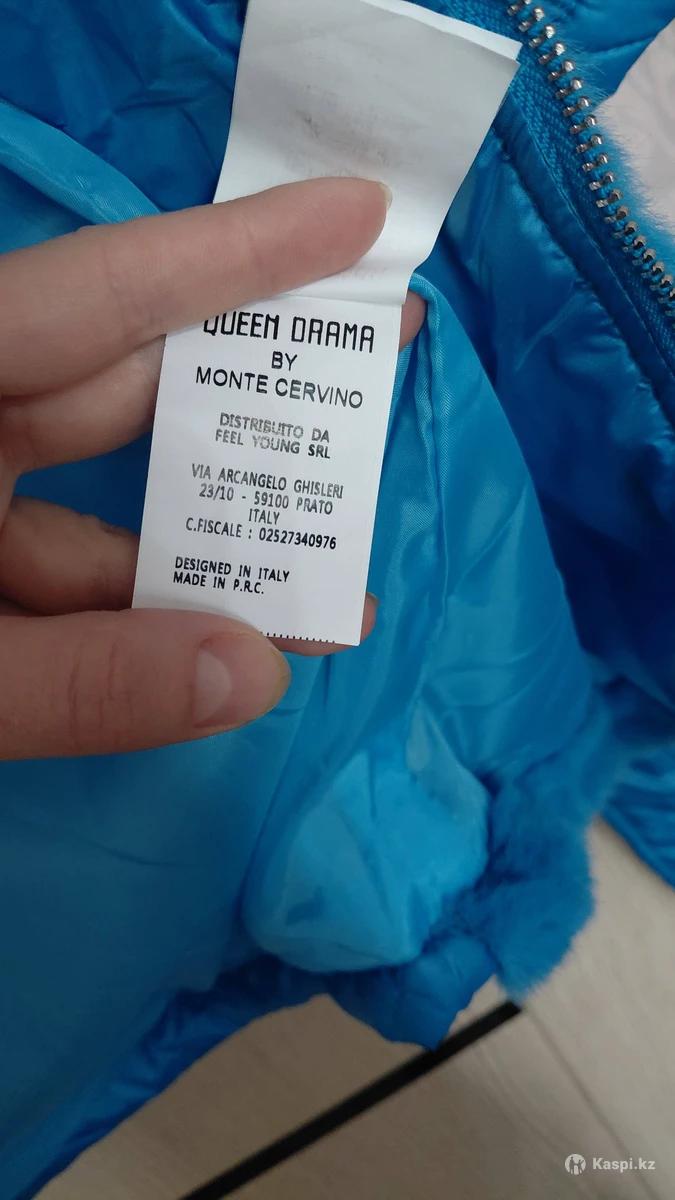 QUEEN DRAMA
BY
MONTE CERVINO
DISTRIBUITO DA
FEEL YOUNG SRL
VIA ARCANGELO GHISLERI
23/10 - 59100 PRATO
ITALY
C.FISCALE : 02527340976
DESIGNED IN ITALY
MADE IN P.R.C.
Kaspi.kz